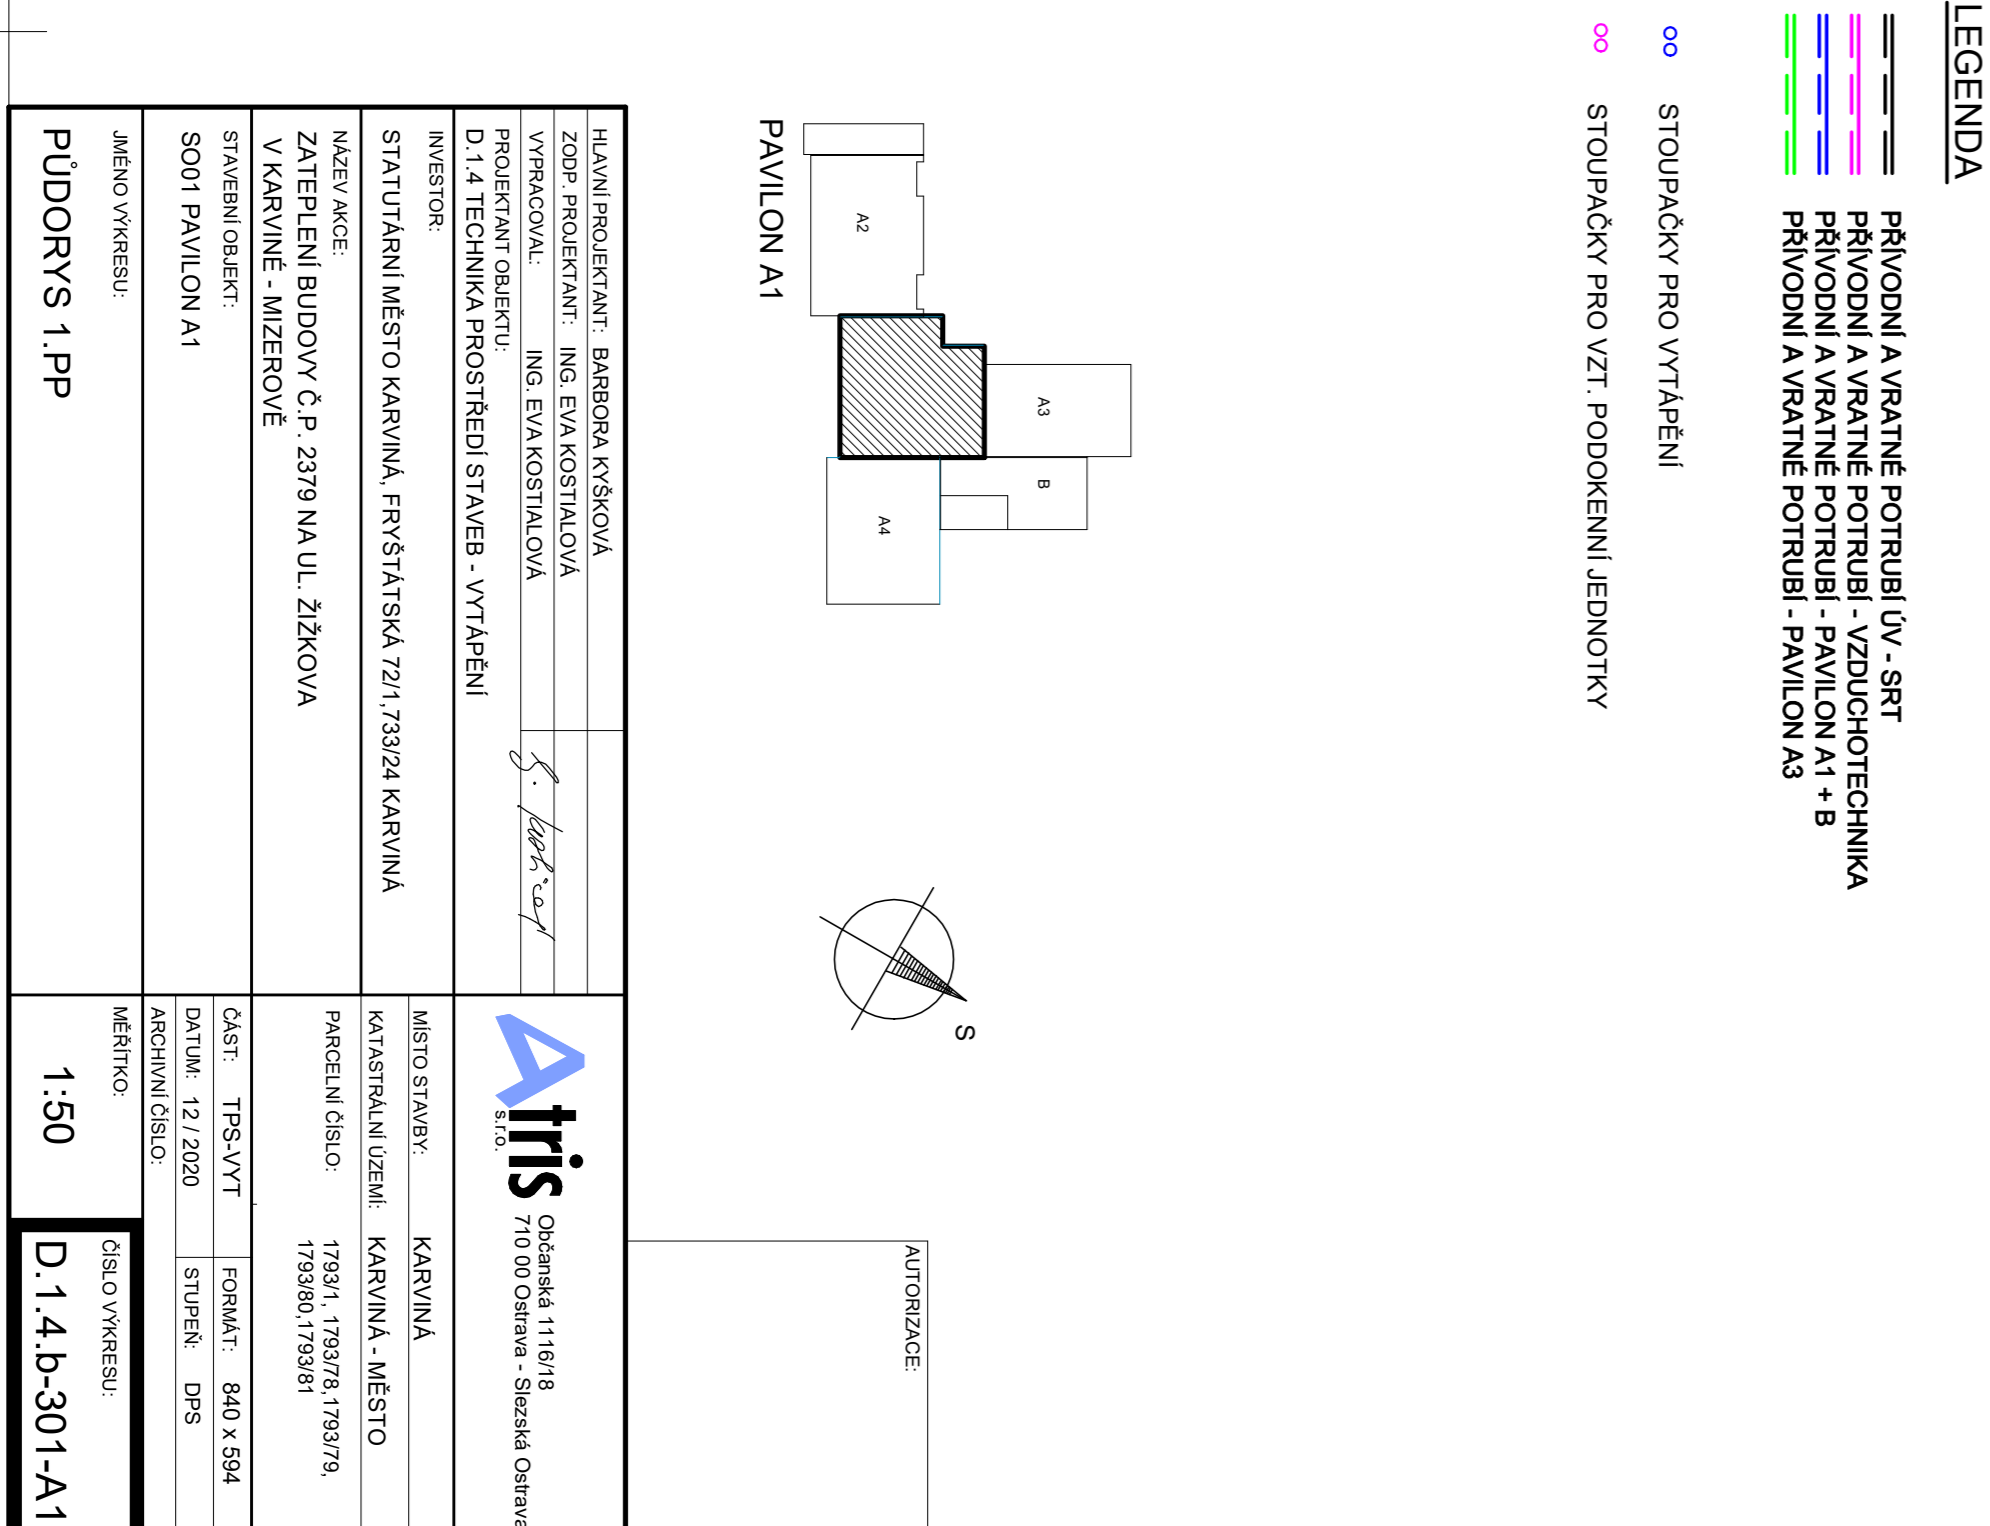 LEGENDA
PŘÍVODNÍ A VRATNÉ POTRUBÍ ÚV - SRT
PŘÍVODNÍ A VRATNÉ POTRUBÍ - VZDUCHOTECHNIKA
PŘÍVODNÍ A VRATNÉ POTRUBÍ - PAVILON A1 + B
PŘÍVODNÍ A VRATNÉ POTRUBÍ - PAVILON A3
STOUPAČKY PRO VYTÁPĚNÍ
STOUPAČKY PRO VZT. PODOKENNÍ JEDNOTKY
A3
B
A2
A4
PAVILON A1
S
AUTORIZACE:
HLAVNÍ PROJEKTANT: BARBORA KYŠKOVÁ
ZODP. PROJEKTANT: ING. EVA KOSTIALOVÁ
VYPRACOVAL: ING. EVA KOSTIALOVÁ
PROJEKTANT OBJEKTU:
D.1.4 TECHNIKA PROSTŘEDÍ STAVEB - VYTÁPĚNÍ
Atris
s.r.o.
Občanská 1116/18
710 00 Ostrava - Slezská Ostrava
INVESTOR:
STATUTÁRNÍ MĚSTO KARVINÁ, FRYŠTÁTSKÁ 72/1,733/24 KARVINÁ
MÍSTO STAVBY: KARVINÁ
KATASTRÁLNÍ ÚZEMÍ: KARVINÁ - MĚSTO
NÁZEV AKCE:
ZATEPLENÍ BUDOVY Č.P. 2379 NA UL. ŽIŽKOVA
V KARVINÉ - MIZEROVĚ
PARCELNÍ ČÍSLO: 1793/1, 1793/78,1793/79,
1793/80,1793/81
STAVEBNÍ OBJEKT:
SO01 PAVILON A1
ČÁST: TPS-VYT
FORMÁT: 840 x 594
DATUM: 12 / 2020
STUPEŇ: DPS
ARCHIVNÍ ČÍSLO:
JMÉNO VÝKRESU:
PŮDORYS 1.PP
MĚŘÍTKO:
1:50
ČÍSLO VÝKRESU:
D.1.4.b-301-A1